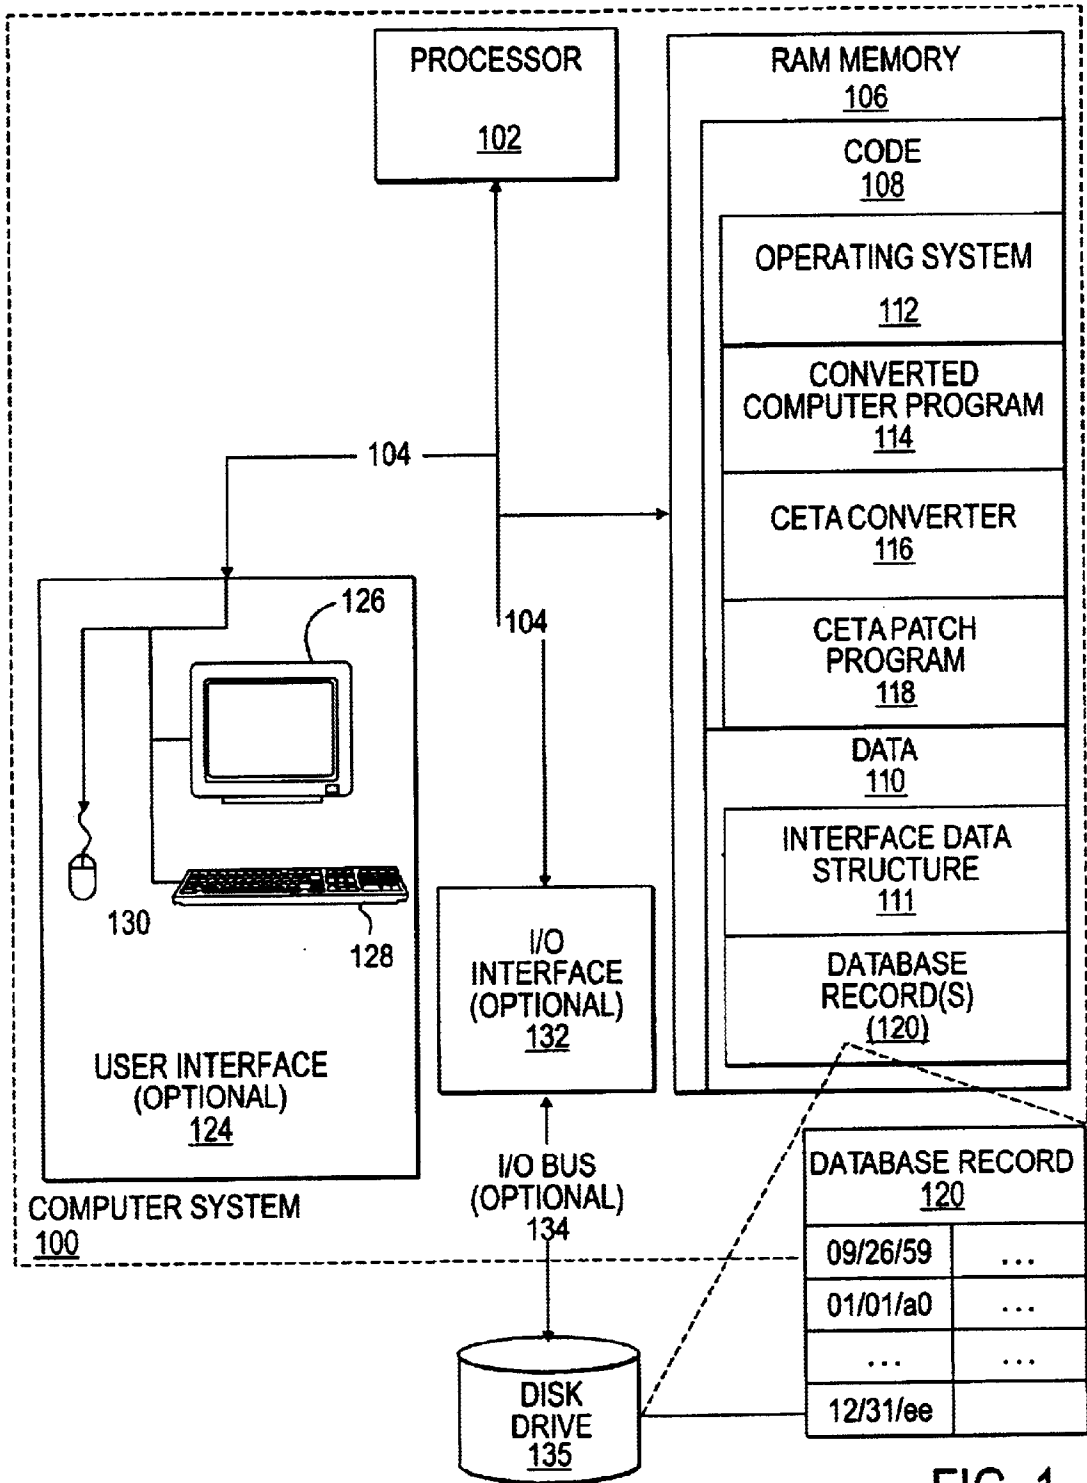 PROCESSOR
102
RAM MEMORY
106
CODE
108
OPERATING SYSTEM
112
CONVERTED
COMPUTER PROGRAM
114
CETA CONVERTER
116
CETA PATCH
PROGRAM
118
DATA
110
INTERFACE DATA
STRUCTURE
111
DATABASE
RECORD(S)
(120)
104
104
126
130
128
USER INTERFACE
(OPTIONAL)
124
I/O
INTERFACE
(OPTIONAL)
132
I/O BUS
(OPTIONAL)
134
COMPUTER SYSTEM
100
DISK
DRIVE
135
DATABASE RECORD
120
09/26/59 ...
01/01/a0 ...
... ...
12/31/ee
FIG. 1